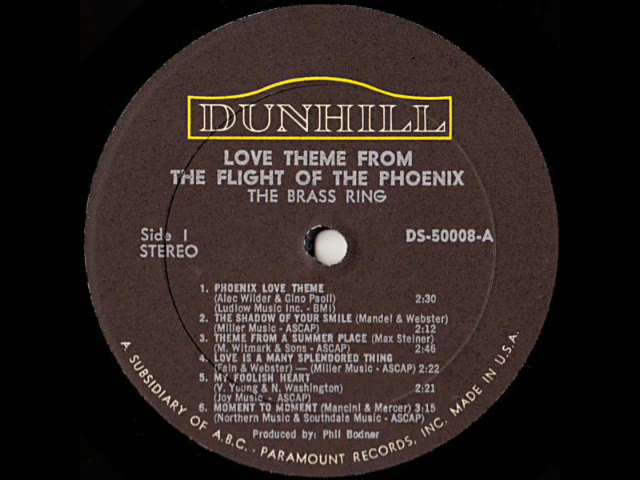 DUNHILL
LOVE THEME FROM
THE FLIGHT OF THE PHOENIX
THE BRASS RING
Side 1
STEREO
DS-50008-A
1. PHOENIX LOVE THEME
(Alec Wilder & Gino Paoli) 2:30
(Ludlow Music Inc. - BMI)
2. THE SHADOW OF YOUR SMILE (Mandel & Webster)
(Miller Music - ASCAP) 2:12
3. THEME FROM A SUMMER PLACE (Max Steiner)
(M. Witmark & Sons - ASCAP) 2:46
4. LOVE IS A MANY SPLENDORED THING
(Fain & Webster) — (Miller Music - ASCAP) 2:22
5. MY FOOLISH HEART
(V. Young & N. Washington) 2:21
(Joy Music - ASCAP)
6. MOMENT TO MOMENT (Mancini & Mercer) 3:15
(Northern Music & Southdale Music - ASCAP)
Produced by: Phil Bodner
A SUBSIDIARY OF A.B.C. - PARAMOUNT RECORDS, INC. MADE IN U.S.A.